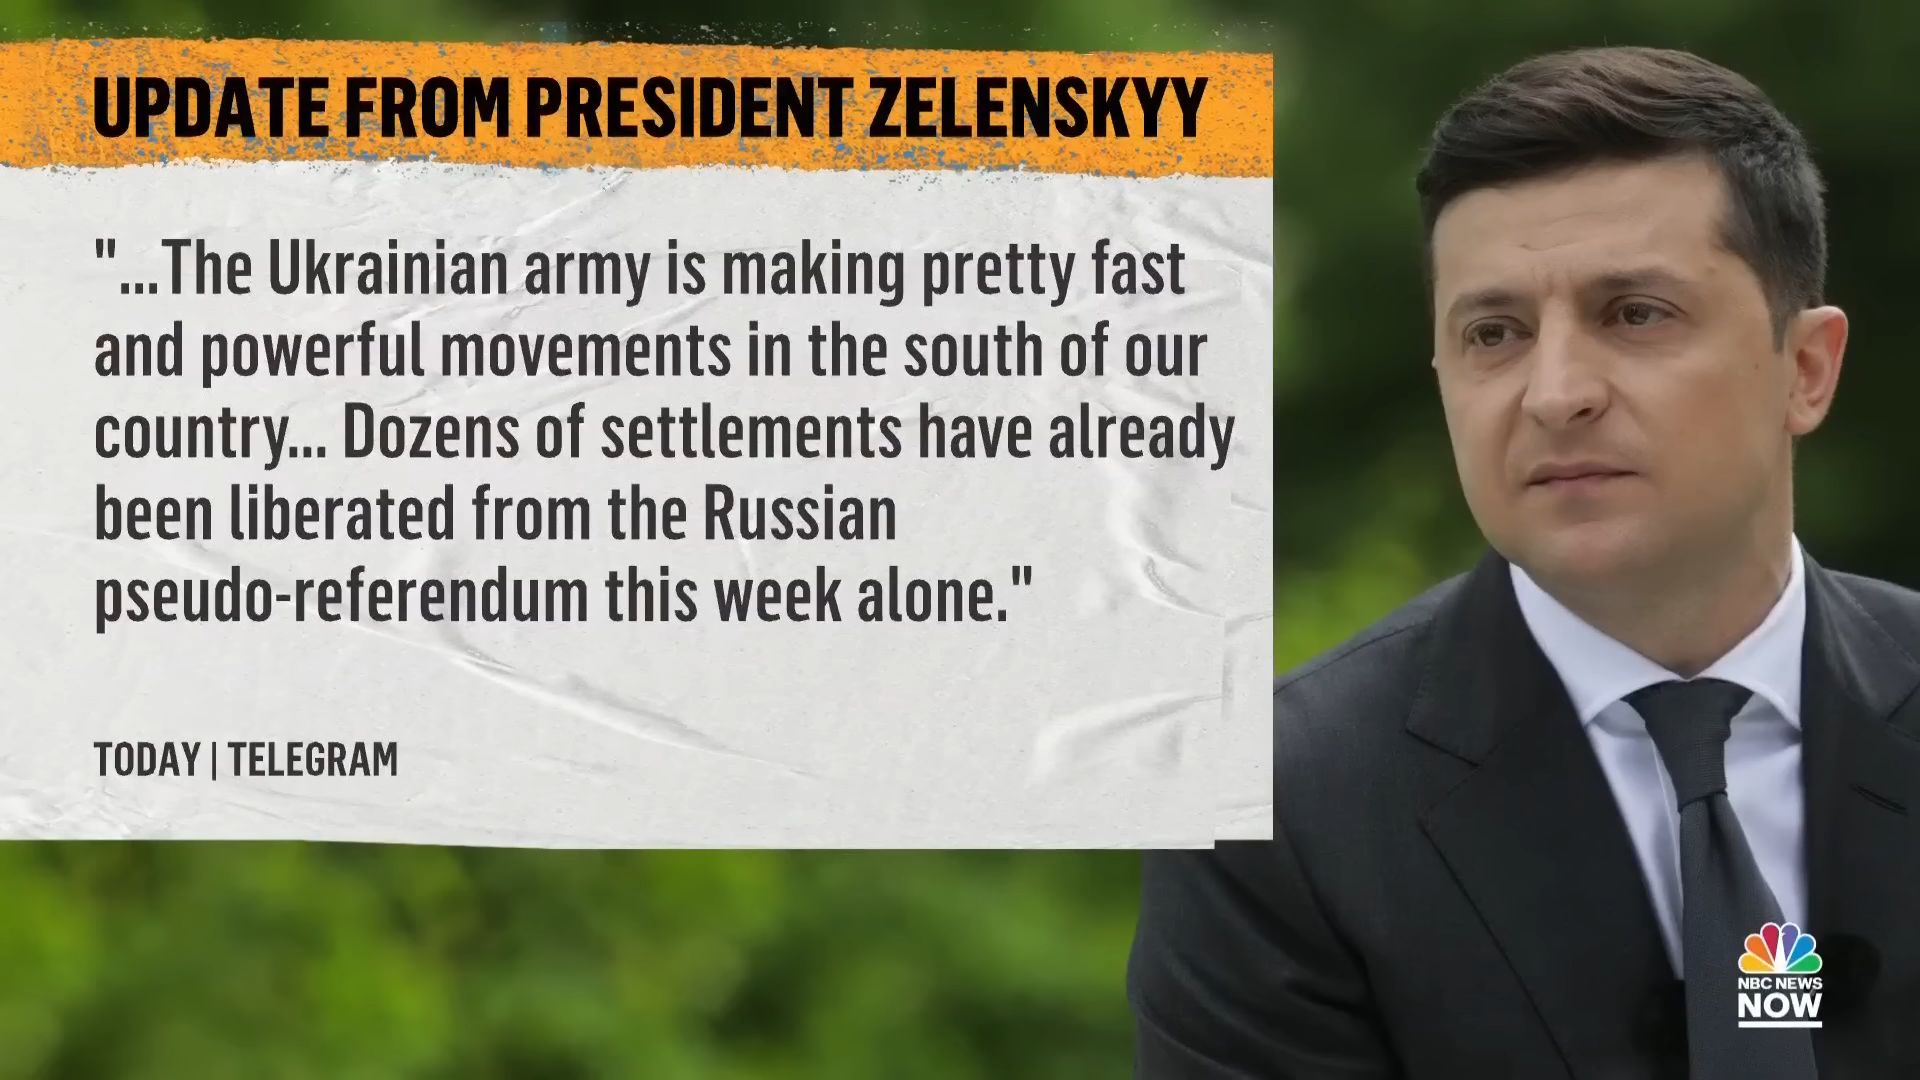 UPDATE FROM PRESIDENT ZELENSKYY
"...The Ukrainian army is making pretty fast
and powerful movements in the south of our
country... Dozens of settlements have already
been liberated from the Russian
pseudo-referendum this week alone."
TODAY | TELEGRAM
NBC NEWS
NOW